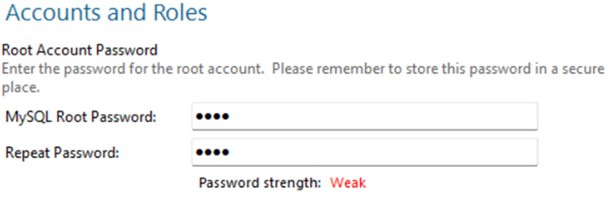 Accounts and Roles
Root Account Password
Enter the password for the root account. Please remember to store this password in a secure
place.
MySQL Root Password: ••••
Repeat Password: ••••
Password strength: Weak